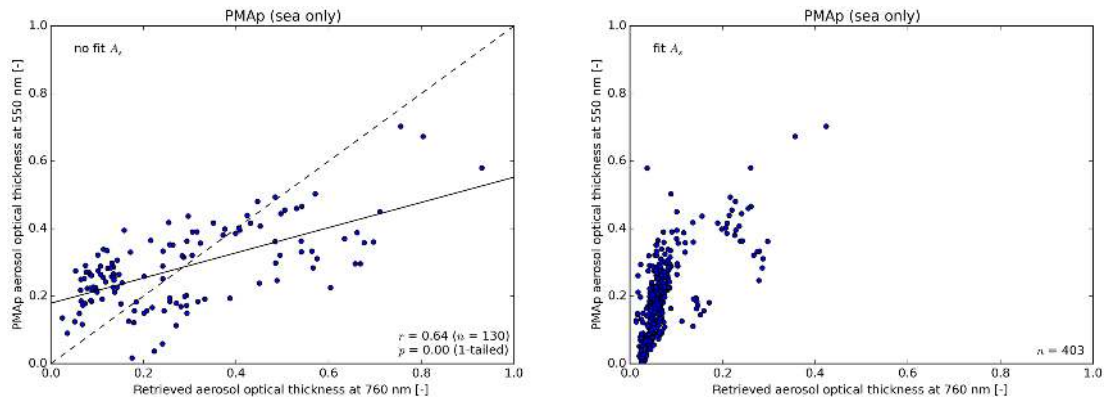 PMAp (sea only)
no fit Aₛ
PMAp aerosol optical thickness at 550 nm [-]
1.0
0.8
0.6
0.4
0.2
0.0
r = 0.64 (n = 130)
p = 0.00 (1-tailed)
0.0 0.2 0.4 0.6 0.8 1.0
Retrieved aerosol optical thickness at 760 nm [-]
PMAp (sea only)
fit Aₛ
PMAp aerosol optical thickness at 550 nm [-]
1.0
0.8
0.6
0.4
0.2
0.0
n = 403
0.0 0.2 0.4 0.6 0.8 1.0
Retrieved aerosol optical thickness at 760 nm [-]